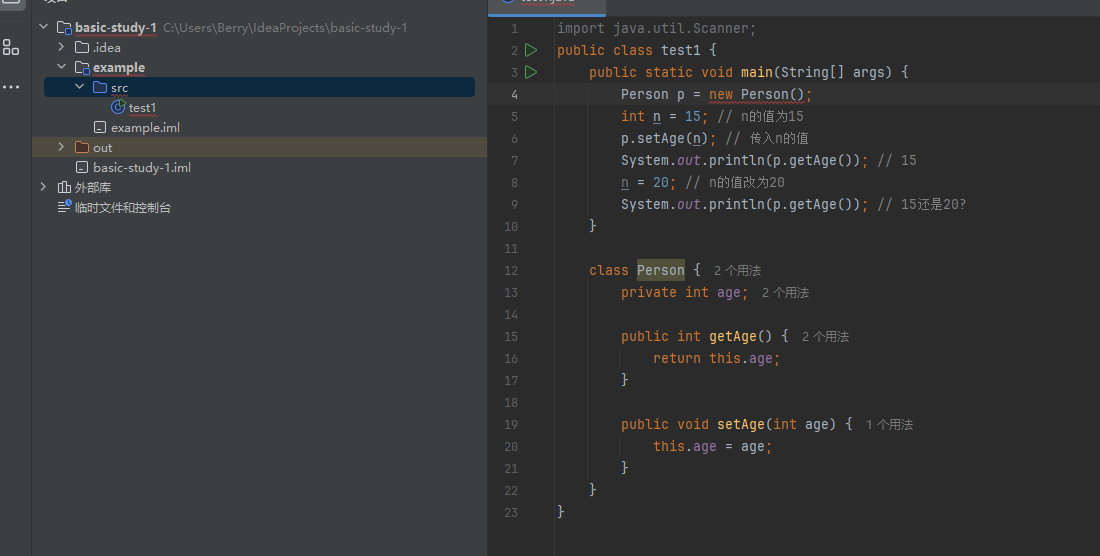 basic-study-1 C:\Users\Berry\IdeaProjects\basic-study-1
.idea
example
src
test1
example.iml
out
basic-study-1.iml
外部库
临时文件和控制台
1 import java.util.Scanner;
2 public class test1 {
3 public static void main(String[] args) {
4 Person p = new Person();
5 int n = 15; // n的值为15
6 p.setAge(n); // 传入n的值
7 System.out.println(p.getAge()); // 15
8 n = 20; // n的值改为20
9 System.out.println(p.getAge()); // 15还是20?
10 }
11
12 class Person { 2 个用法
13 private int age; 2 个用法
14
15 public int getAge() { 2 个用法
16 return this.age;
17 }
18
19 public void setAge(int age) { 1 个用法
20 this.age = age;
21 }
22 }
23 }